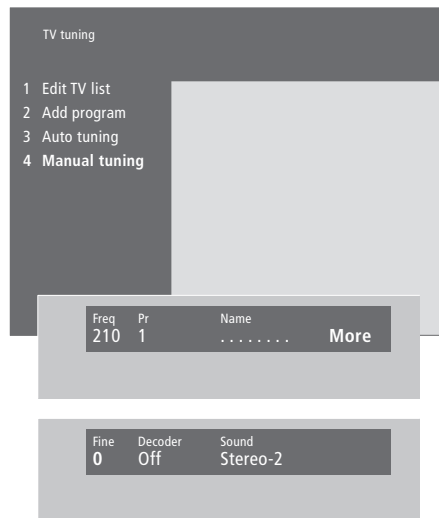 TV tuning
1 Edit TV list
2 Add program
3 Auto tuning
4 Manual tuning
Freq Pr Name
210 1 . . . . . . . . More
Fine Decoder Sound
0 Off Stereo-2